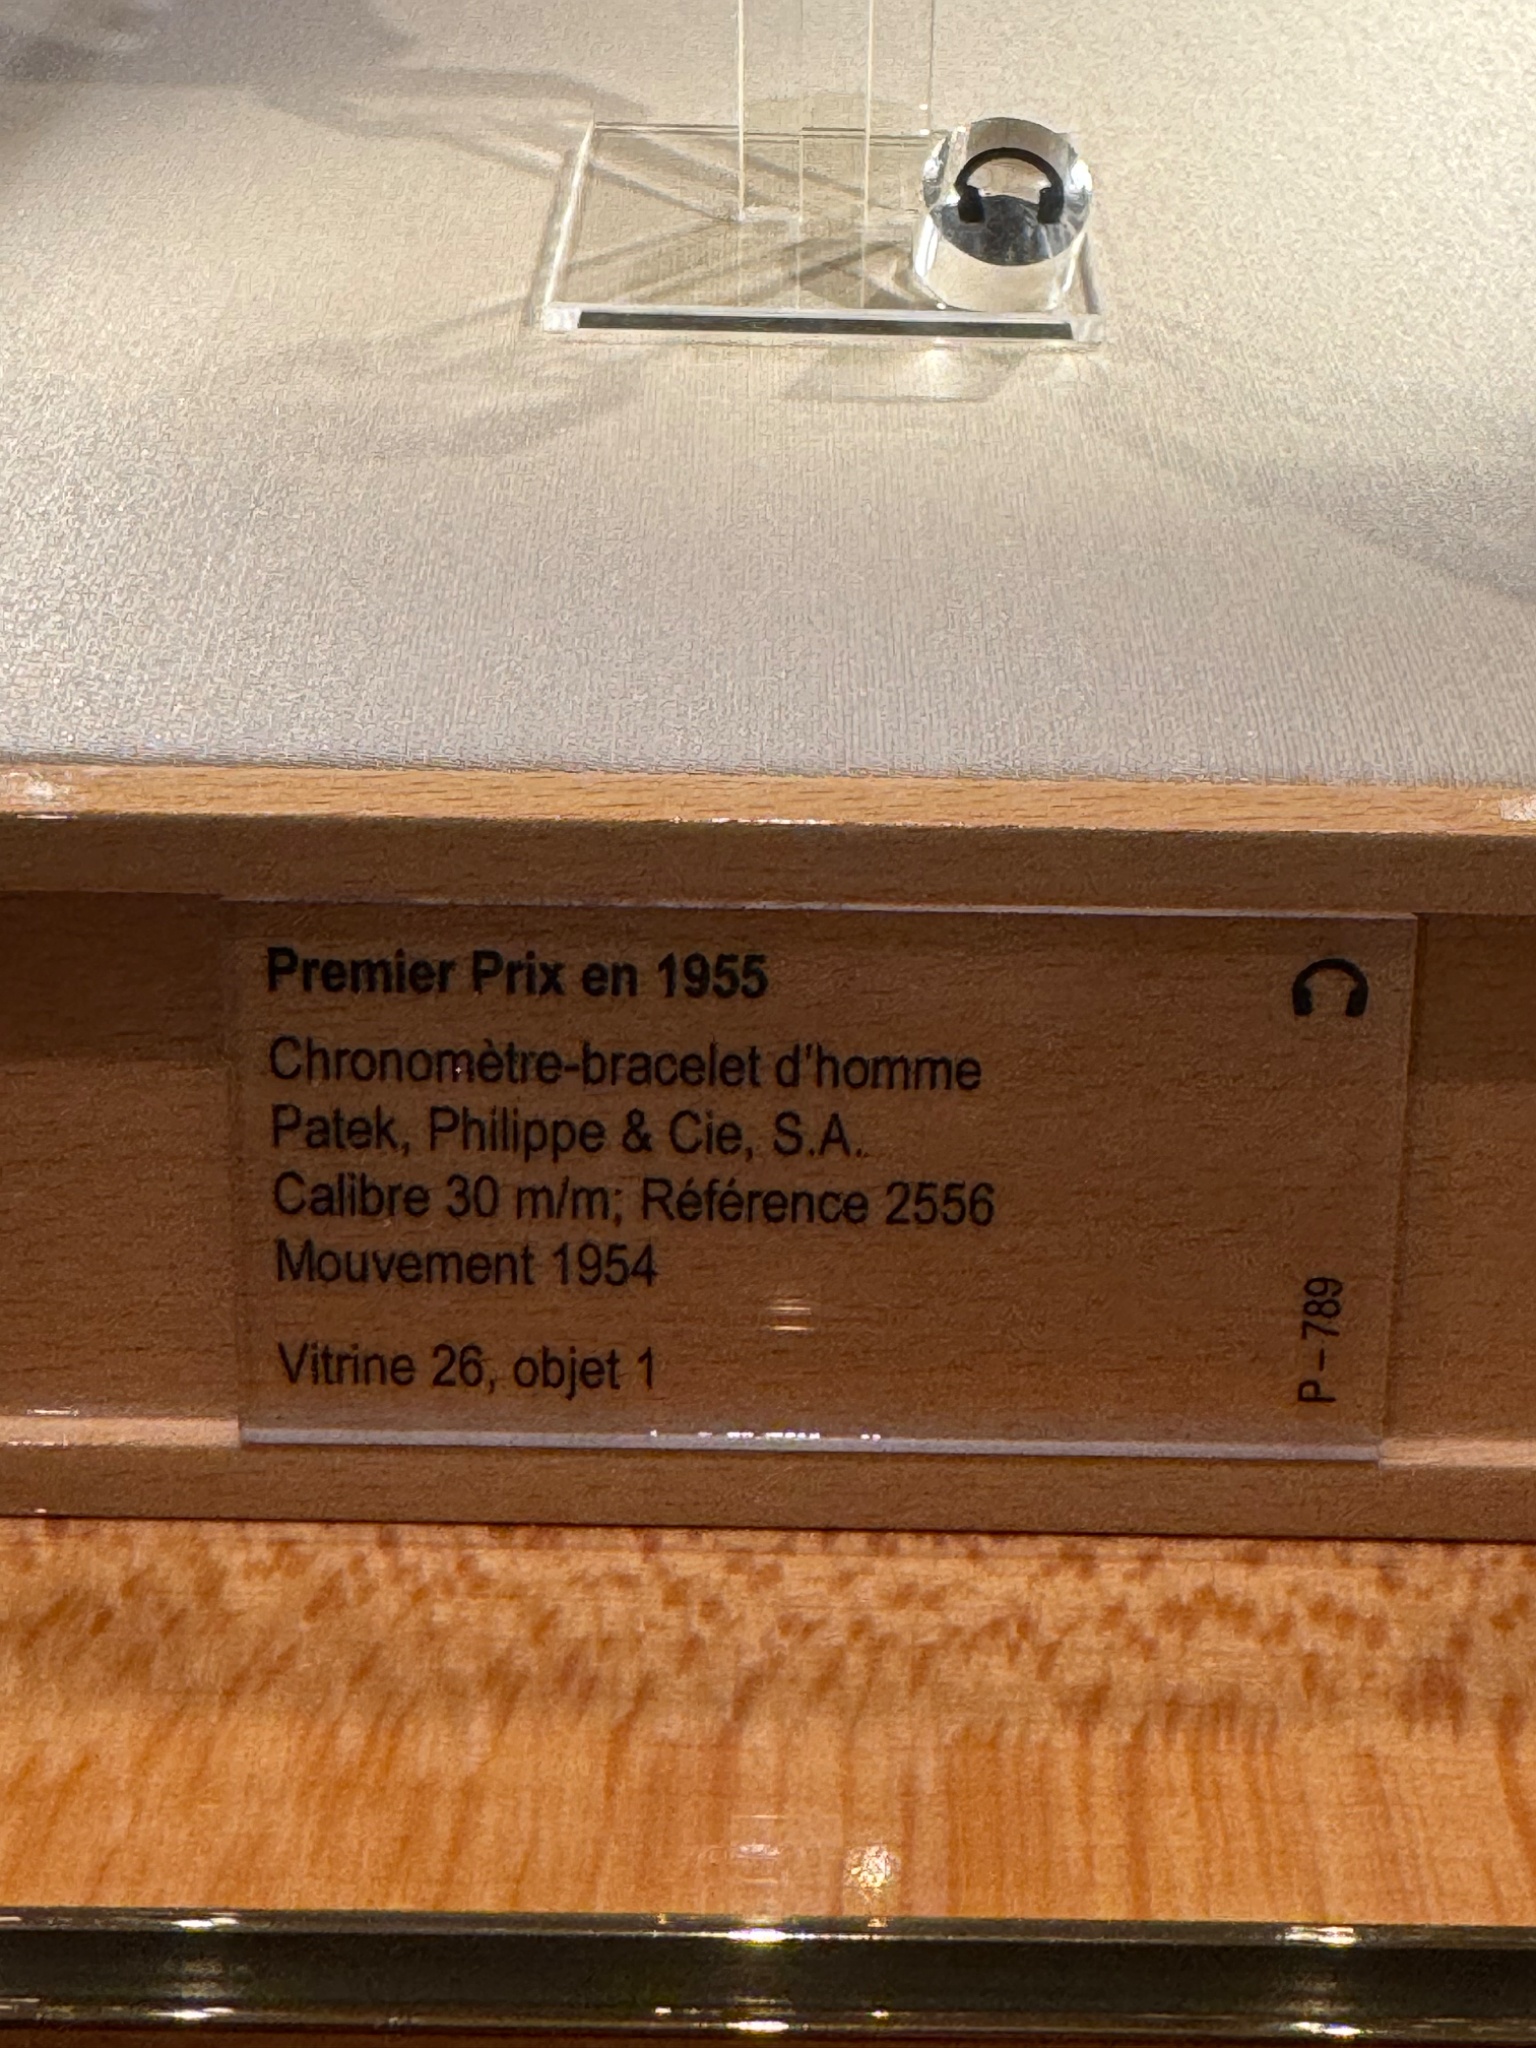 Premier Prix en 1955
Chronomètre-bracelet d'homme
Patek, Philippe & Cie, S.A.
Calibre 30 m/m; Référence 2556
Mouvement 1954
Vitrine 26, objet 1
P-789